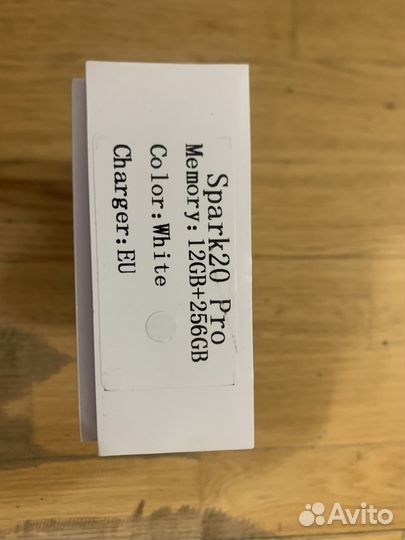 Spark20 Pro
Memory:12GB+256GB
Color:White
Charger:EU
Avito